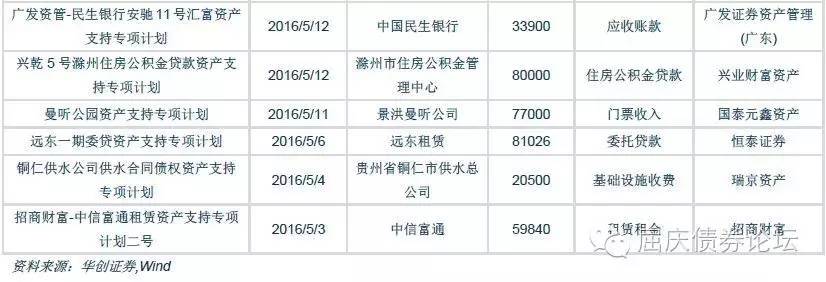 广发资管-民生银行安驰 11 号汇富资产
支持专项计划
2016/5/12
中国民生银行
33900
应收账款
广发证券资产管理
(广东)
兴乾 5 号滁州住房公积金贷款资产支
持专项计划
2016/5/12
滁州市住房公积金
管理中心
80000
住房公积金贷款
兴业财富资产
曼听公园资产支持专项计划
2016/5/11
景洪曼听公司
77000
门票收入
国泰元鑫资产
远东一期委贷资产支持专项计划
2016/5/6
远东租赁
81026
委托贷款
恒泰证券
铜仁供水公司供水合同债权资产支持
专项计划
2016/5/4
贵州省铜仁市供水总
公司
20500
基础设施收费
瑞京资产
招商财富-中信富通租赁资产支持专项
计划二号
2016/5/3
中信富通
59840
租赁租金
招商财富
屈庆债券论坛
资料来源：华创证券,Wind